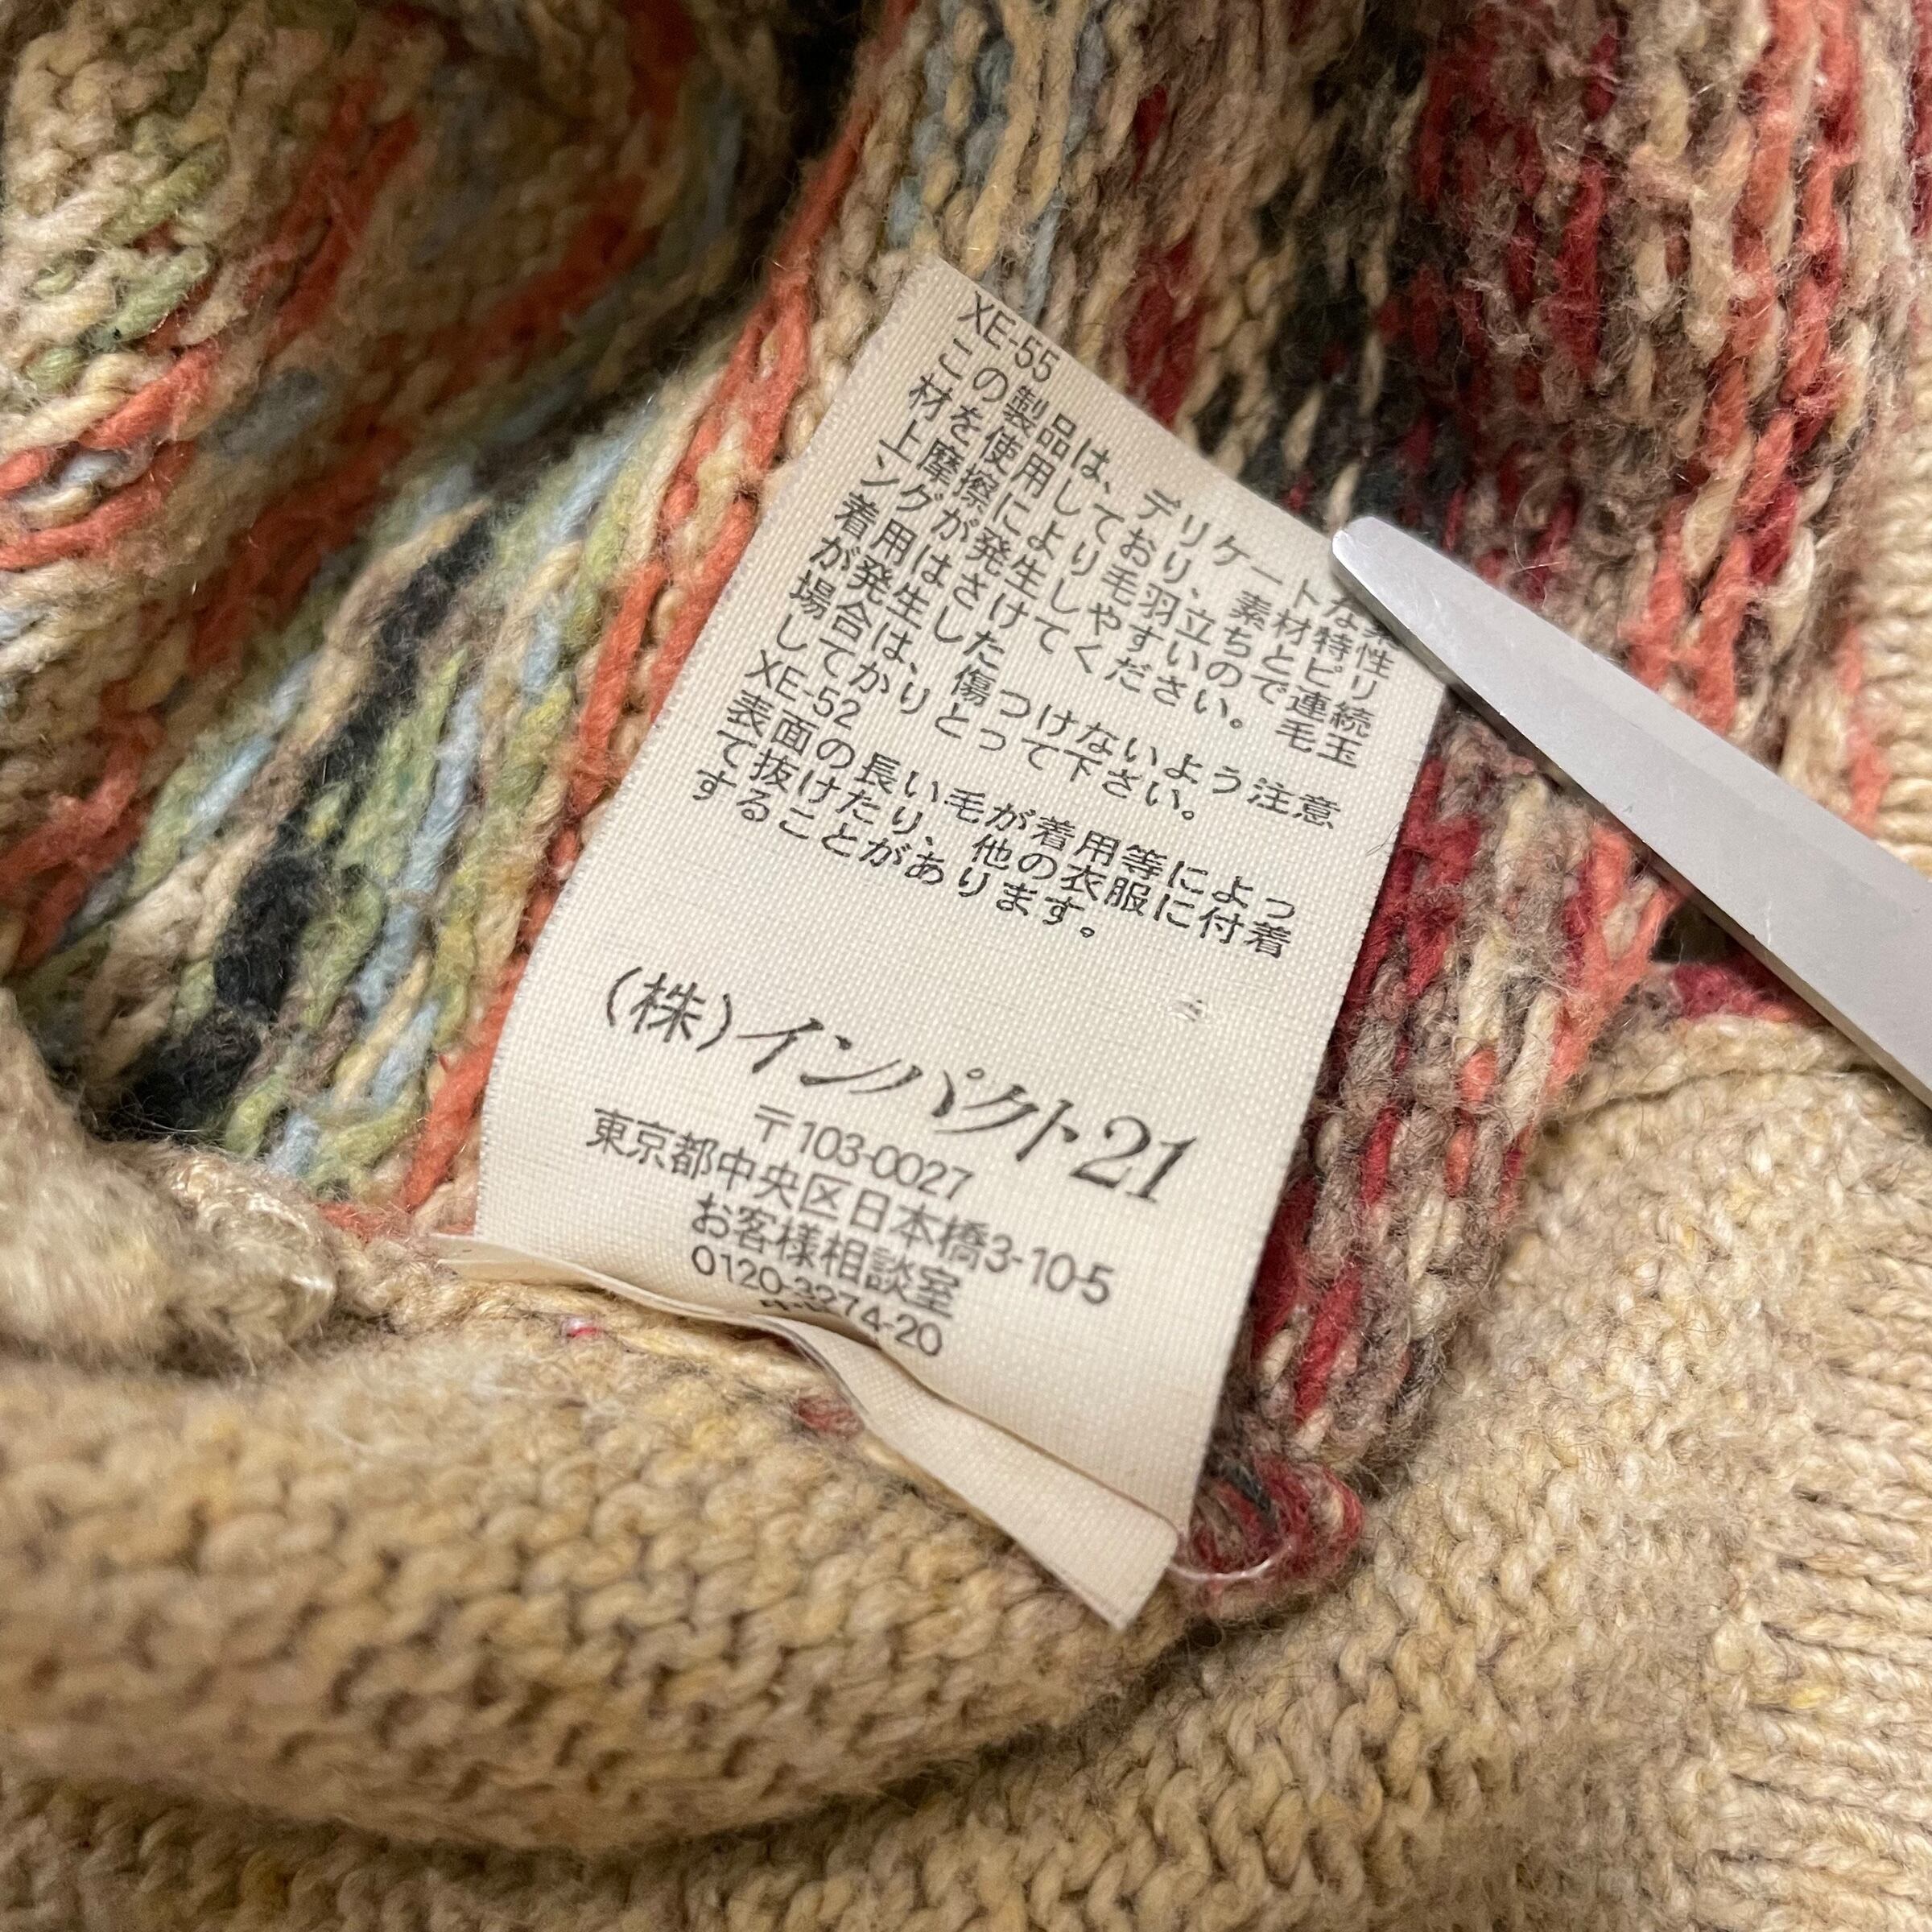 XE-55
この製品は、デリケートな素
材を使用しており、素材特性
上摩擦により毛羽立ちとピリ
ングが発生しやすいので連続
着用はさけてください。毛玉
が発生した
場合は、傷つけないよう注意
してかりとって下さい。
XE-52
表面の長い毛が着用等によっ
て抜けたり、他の衣服に付着
することがあります。
(株)インパクト21
〒103-0027
東京都中央区日本橋3-10-5
お客様相談室
0120-3274-20